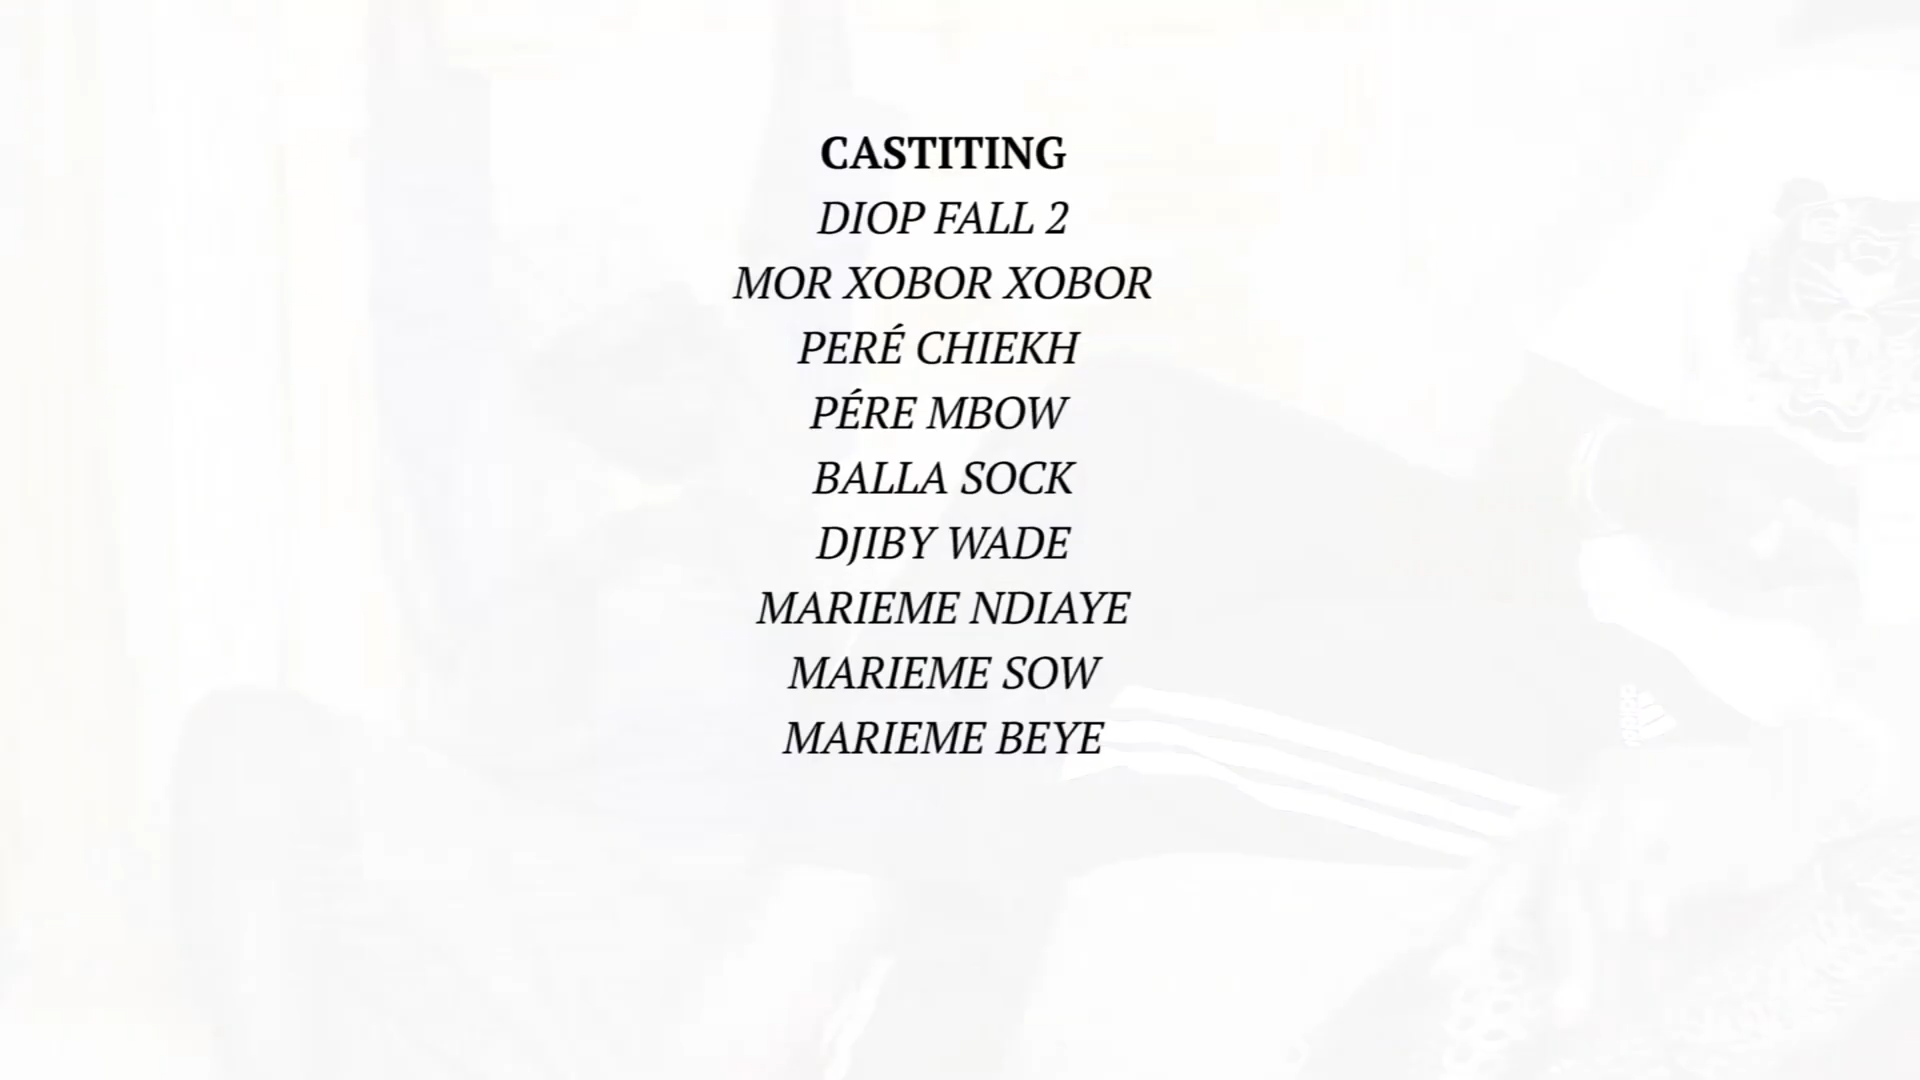 CASTITING
DIOP FALL 2
MOR XOBOR XOBOR
PERÉ CHIEKH
PÉRE MBOW
BALLA SOCK
DJIBY WADE
MARIEME NDIAYE
MARIEME SOW
MARIEME BEYE